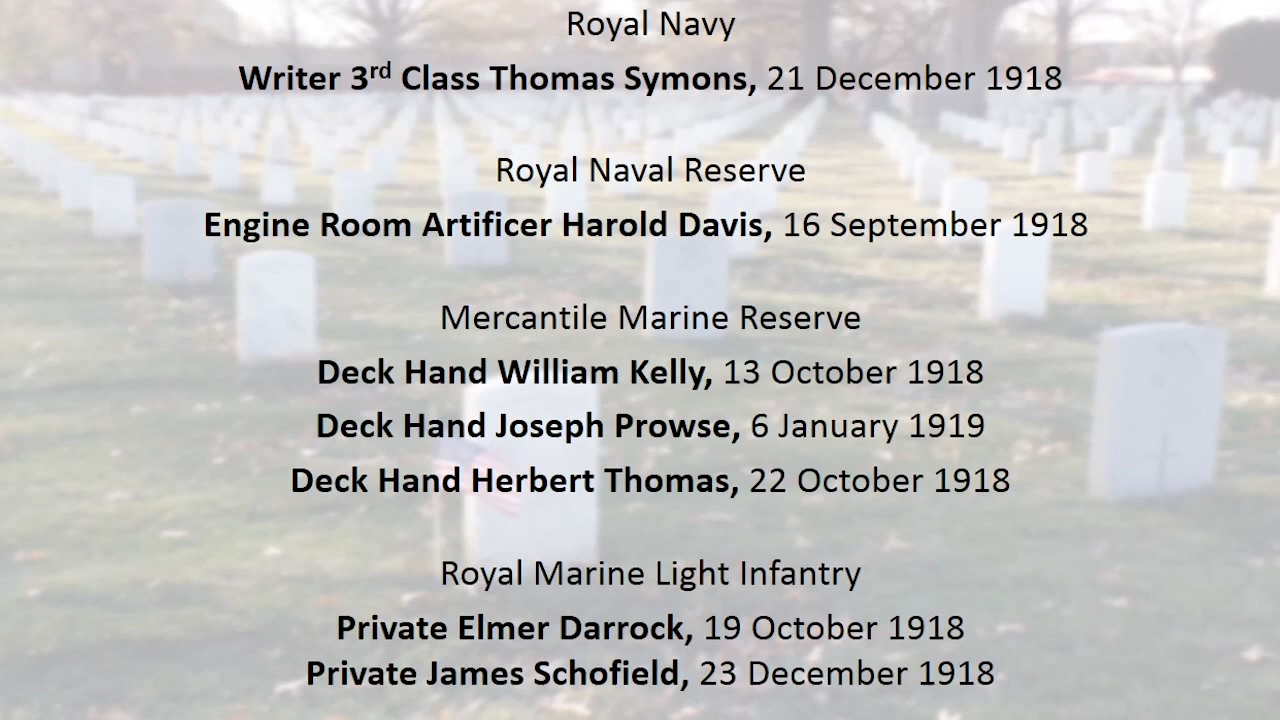 Royal Navy
Writer 3rd Class Thomas Symons, 21 December 1918
Royal Naval Reserve
Engine Room Artificer Harold Davis, 16 September 1918
Mercantile Marine Reserve
Deck Hand William Kelly, 13 October 1918
Deck Hand Joseph Prowse, 6 January 1919
Deck Hand Herbert Thomas, 22 October 1918
Royal Marine Light Infantry
Private Elmer Darrock, 19 October 1918
Private James Schofield, 23 December 1918